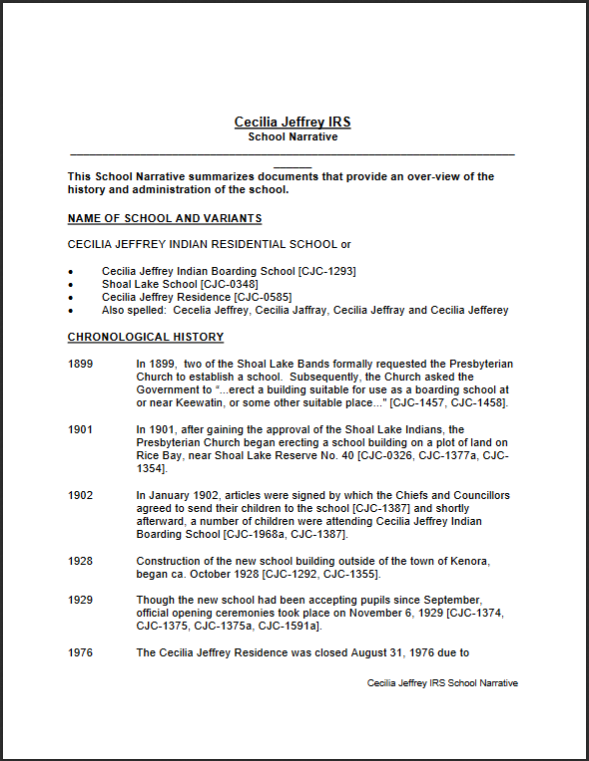 Cecilia Jeffrey IRS
School Narrative
This School Narrative summarizes documents that provide an over-view of the
history and administration of the school.
NAME OF SCHOOL AND VARIANTS
CECILIA JEFFREY INDIAN RESIDENTIAL SCHOOL or
• Cecilia Jeffrey Indian Boarding School [CJC-1293]
• Shoal Lake School [CJC-0348]
• Cecilia Jeffrey Residence [CJC-0585]
• Also spelled: Cecelia Jeffrey, Cecilia Jaffray, Cecilia Jeffray and Cecilia Jefferey
CHRONOLOGICAL HISTORY
1899 In 1899, two of the Shoal Lake Bands formally requested the Presbyterian
Church to establish a school. Subsequently, the Church asked the
Government to "...erect a building suitable for use as a boarding school at
or near Keewatin, or some other suitable place..." [CJC-1457, CJC-1458].
1901 In 1901, after gaining the approval of the Shoal Lake Indians, the
Presbyterian Church began erecting a school building on a plot of land on
Rice Bay, near Shoal Lake Reserve No. 40 [CJC-0326, CJC-1377a, CJC-
1354].
1902 In January 1902, articles were signed by which the Chiefs and Councillors
agreed to send their children to the school [CJC-1387] and shortly
afterward, a number of children were attending Cecilia Jeffrey Indian
Boarding School [CJC-1968a, CJC-1387].
1928 Construction of the new school building outside of the town of Kenora,
began ca. October 1928 [CJC-1292, CJC-1355].
1929 Though the new school had been accepting pupils since September,
official opening ceremonies took place on November 6, 1929 [CJC-1374,
CJC-1375, CJC-1375a, CJC-1591a].
1976 The Cecilia Jeffrey Residence was closed August 31, 1976 due to
Cecilia Jeffrey IRS School Narrative